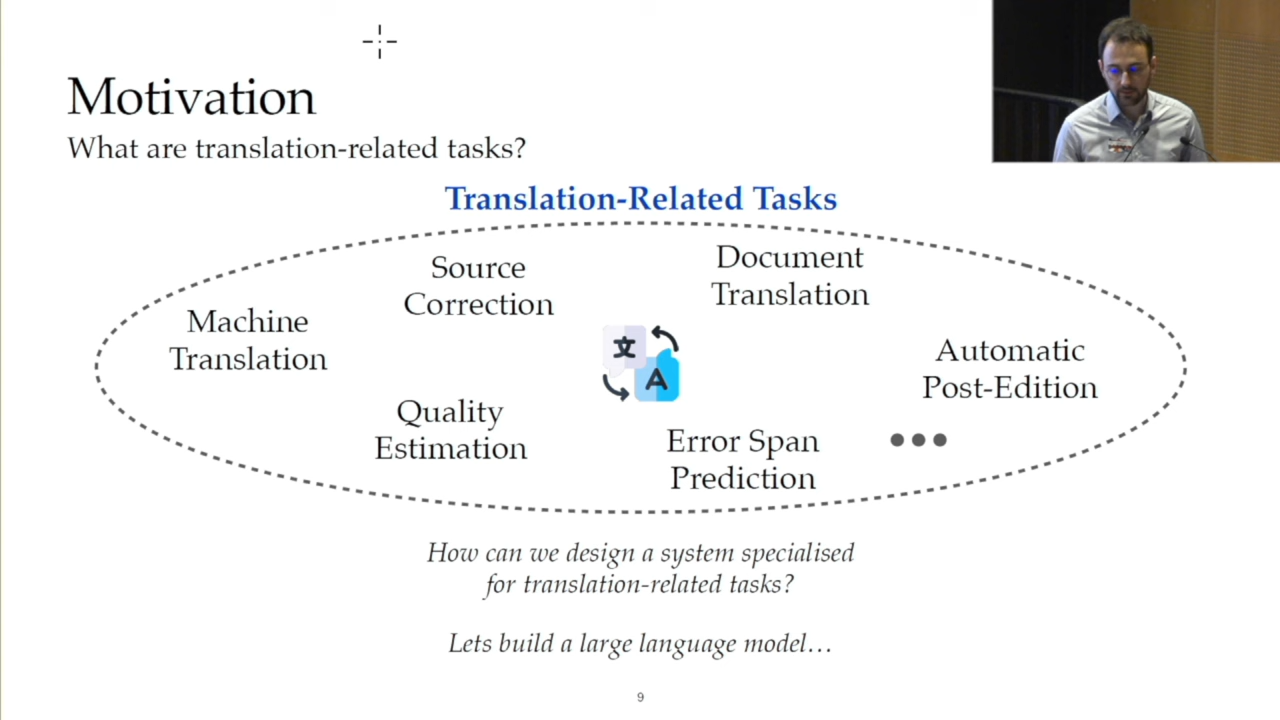 Motivation
What are translation-related tasks?
Translation-Related Tasks
Source
Correction
Document
Translation
Machine
Translation
文
A
Automatic
Post-Edition
Quality
Estimation
Error Span
Prediction
How can we design a system specialised
for translation-related tasks?
Lets build a large language model…
9